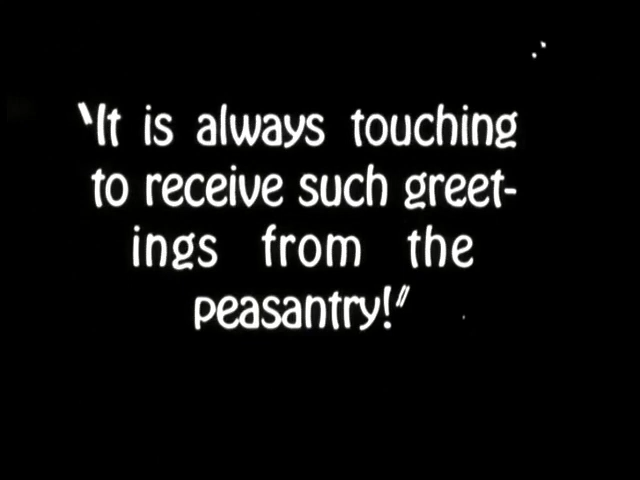 "It is always touching
to receive such greet-
ings from the
peasantry!"